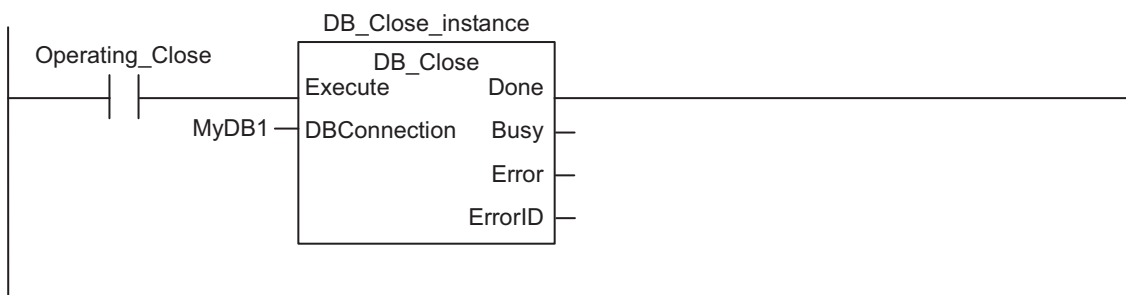 DB_Close_instance
Operating_Close
DB_Close
Execute Done
MyDB1 DBConnection Busy
Error
ErrorID